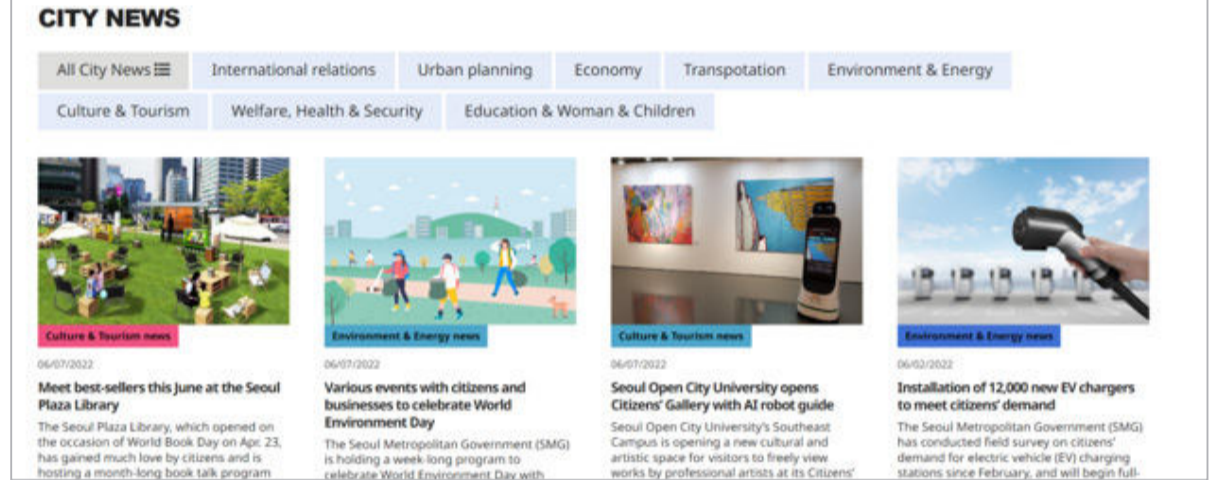 CITY NEWS
All City News
International relations
Urban planning
Economy
Transpotation
Environment & Energy
Culture & Tourism
Welfare, Health & Security
Education & Woman & Children
Culture & Tourism news
06/07/2022
Meet best-sellers this June at the Seoul
Plaza Library
The Seoul Plaza Library, which opened on
the occasion of World Book Day on Apr. 23,
has gained much love by citizens and is
hosting a month-long book talk program
Environment & Energy news
06/07/2022
Various events with citizens and
businesses to celebrate World
Environment Day
The Seoul Metropolitan Government (SMG)
is holding a week-long program to
celebrate World Environment Day with
Culture & Tourism news
06/07/2022
Seoul Open City University opens
Citizens' Gallery with AI robot guide
Seoul Open City University's Southeast
Campus is opening a new cultural and
artistic space for visitors to freely view
works by professional artists at its Citizens'
Environment & Energy news
06/02/2022
Installation of 12,000 new EV chargers
to meet citizens' demand
The Seoul Metropolitan Government (SMG)
has conducted field survey on citizens'
demand for electric vehicle (EV) charging
stations since February, and will begin full-